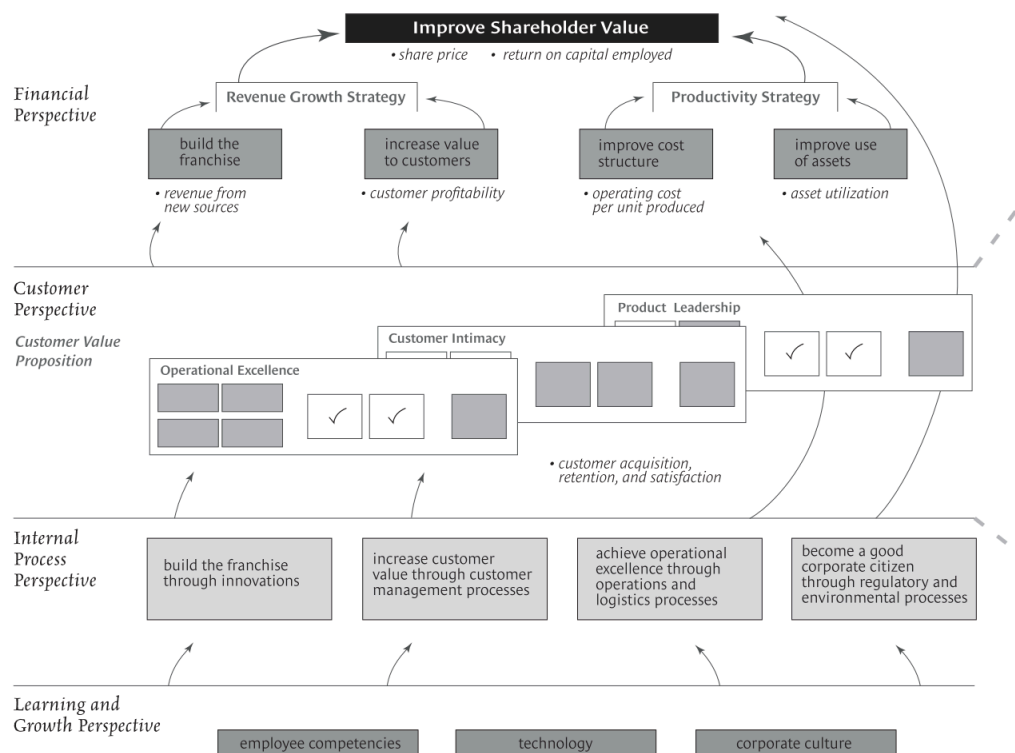 Improve Shareholder Value
• share price • return on capital employed
Financial
Perspective
Revenue Growth Strategy
Productivity Strategy
build the
franchise
increase value
to customers
improve cost
structure
improve use
of assets
• revenue from
new sources
• customer profitability
• operating cost
per unit produced
• asset utilization
Customer
Perspective
Customer Value
Proposition
Product Leadership
Customer Intimacy
Operational Excellence
• customer acquisition,
retention, and satisfaction
Internal
Process
Perspective
build the franchise
through innovations
increase customer
value through customer
management processes
achieve operational
excellence through
operations and
logistics processes
become a good
corporate citizen
through regulatory and
environmental processes
Learning and
Growth Perspective
employee competencies
technology
corporate culture